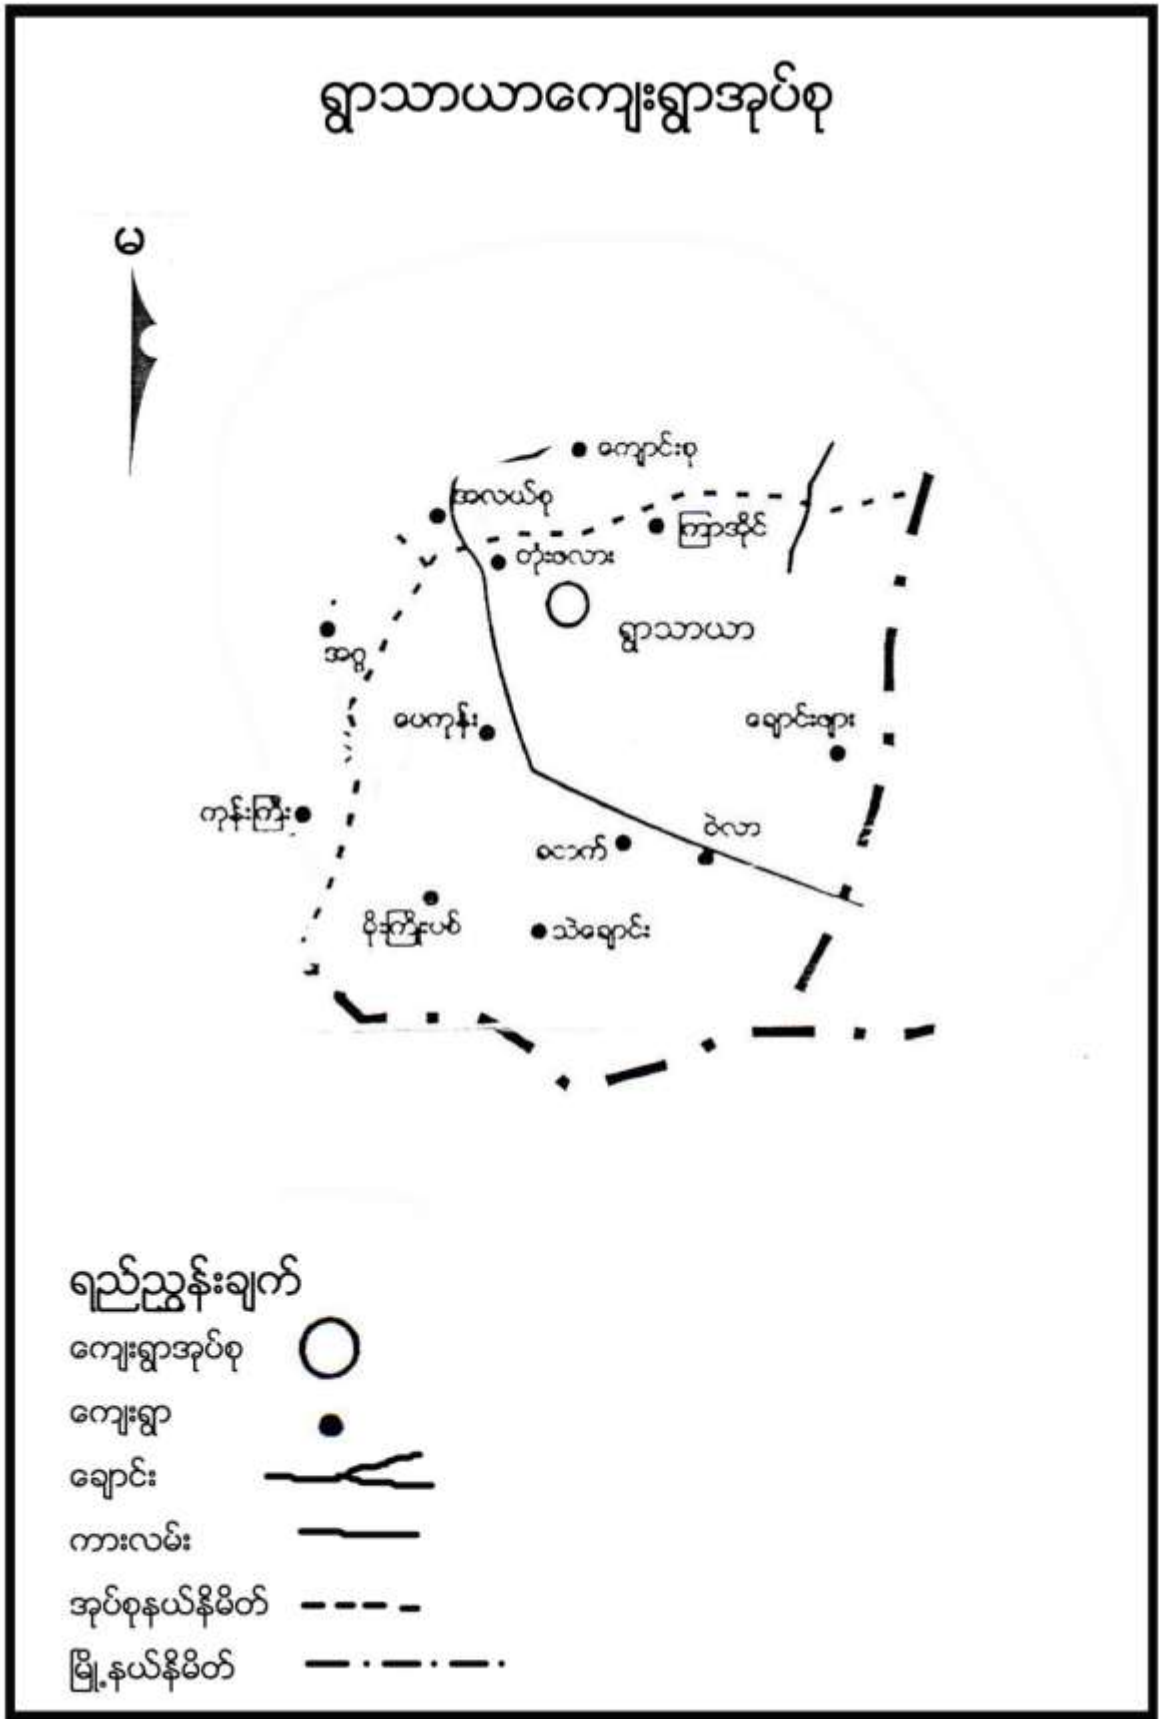 ရွာသာယာကျေးရွာအုပ်စု
မ
ကျောင်းစု
အလယ်စု
ကြာအိုင်
တုံးဖလား
ရွာသာယာ
အဂ္ဂ
ပေကုန်း
ချောင်းဖျား
ကုန်းကြီး
ဝဲလာ
ခငောက်
မိုးကြိုးပစ်
သဲချောင်း
ရည်ညွှန်းချက်
ကျေးရွာအုပ်စု
ကျေးရွာ
ချောင်း
ကားလမ်း
အုပ်စုနယ်နိမိတ်
မြို့နယ်နိမိတ်